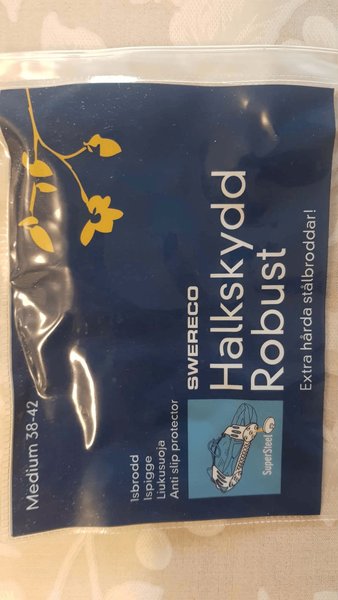 SWERECO
Halkskydd
Robust
Extra hårda stålbroddar!
Medium 38-42
Isbrodd
Ispigge
Liukusuoja
Anti slip protector
SuperSteel